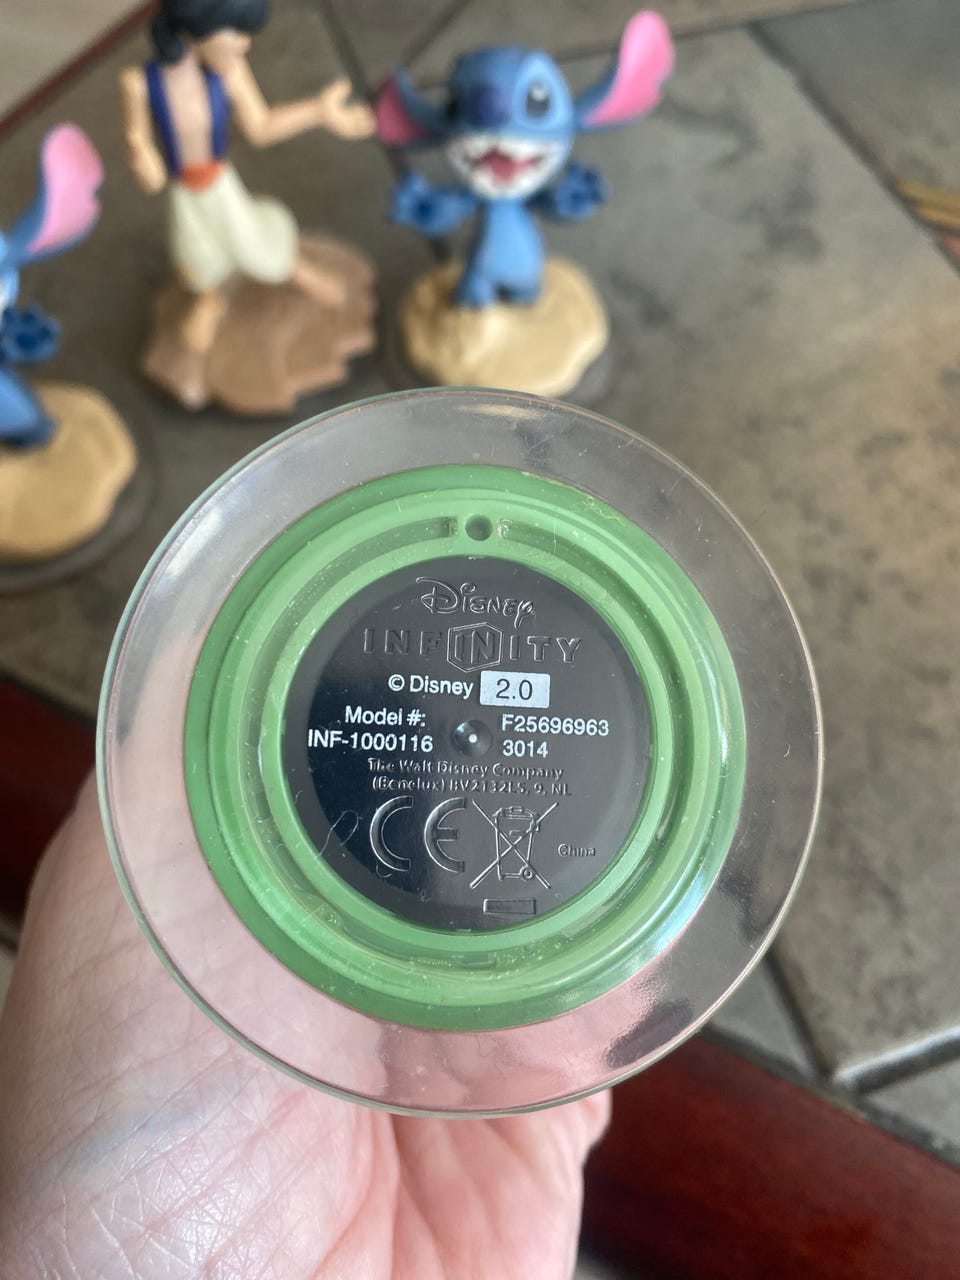 Disney
INFINITY
© Disney 2.0
Model #: F25696963
INF-1000116 3014
The Walt Disney Company
(Benelux) BV2132LS, 9, NL
CE
China